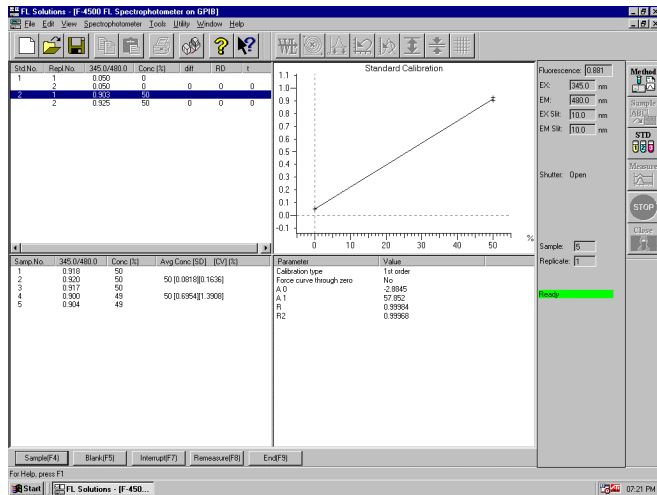 FL Solutions - [F-4500 FL Spectrophotometer on GPIB]
File Edit View Spectrophotometer Tools Utility Window Help
WL
Std.No. Repl.No. 345.0/480.0 Conc (%) diff RD t
1 1 0.050 0
2 0.050 0 0 0 0
2 1 0.903 50
2 0.925 50 0 0 0
Standard Calibration
1.1
1.0
0.9
0.8
0.7
0.6
0.5
0.4
0.3
0.2
0.1
0.0
-0.1
0 10 20 30 40 50 %
Samp.No. 345.0/480.0 Conc (%) Avg Conc [SD] [CV] (%)
1 0.918 50
2 0.920 50 50 [0.0818][0.1636]
3 0.917 50
4 0.900 49 50 [0.6954][1.3908]
5 0.904 49
Parameter Value
Calibration type 1st order
Force curve through zero No
A 0 -2.8845
A 1 57.852
R 0.99984
R2 0.99968
Fluorescence: 0.881
EX: 345.0 nm
EM: 480.0 nm
EX Slit: 10.0 nm
EM Slit: 10.0 nm
Shutter: Open
Sample: 5
Replicate: 1
Ready
Method
Sample
ABC
STD
1 2 3
Measure
STOP
Close
Sample(F4) Blank(F5) Interrupt(F7) Remeasure(F8) End(F9)
For Help, press F1
Start FL Solutions - [F-450... 07:21 PM